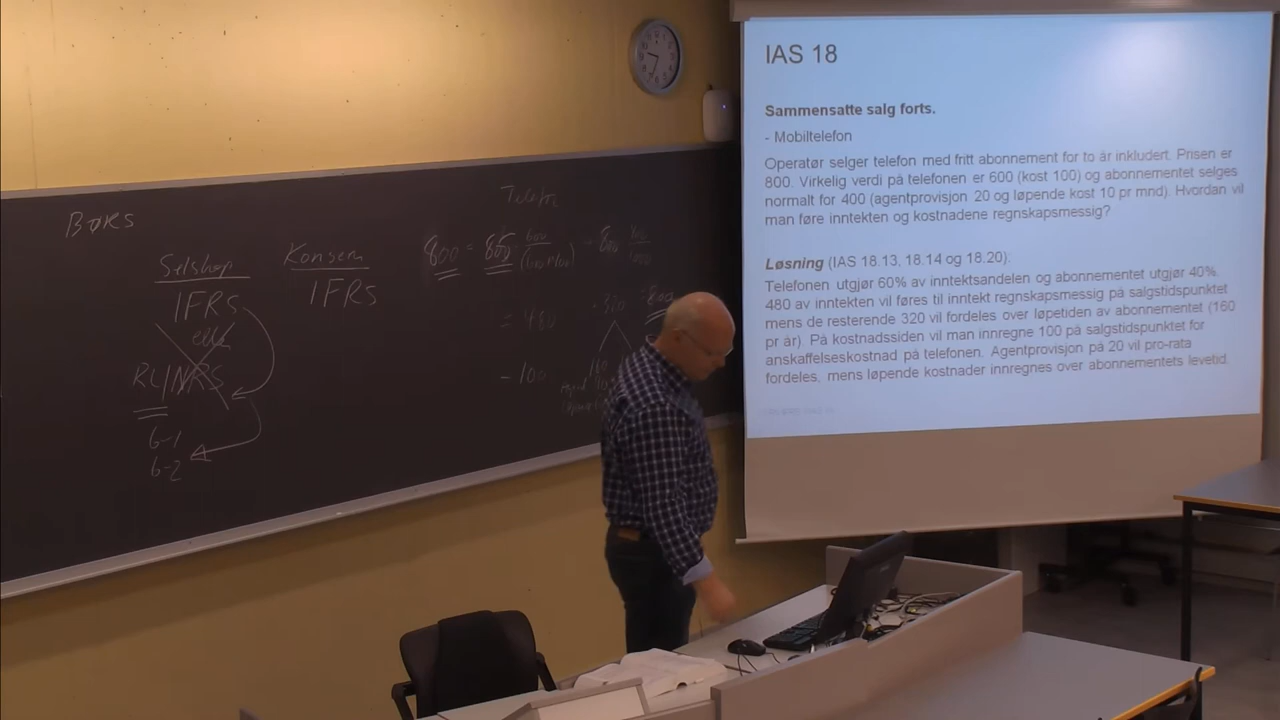 IAS 18
Sammensatte salg forts.
- Mobiltelefon
Operatør selger telefon med fritt abonnement for to år inkludert. Prisen er
800. Virkelig verdi på telefonen er 600 (kost 100) og abonnementet selges
normalt for 400 (agentprovisjon 20 og løpende kost 10 pr mnd). Hvordan vil
man føre inntekten og kostnadene regnskapsmessig?
Løsning (IAS 18.13, 18.14 og 18.20):
Telefonen utgjør 60% av inntektsandelen og abonnementet utgjør 40%.
480 av inntekten vil føres til inntekt regnskapsmessig på salgstidspunktet
mens de resterende 320 vil fordeles over løpetiden av abonnementet (160
pr år). På kostnadssiden vil man innregne 100 på salgstidspunktet for
anskaffelseskostnad på telefonen. Agentprovisjon på 20 vil pro-rata
fordeles, mens løpende kostnader innregnes over abonnementets levetid.
BØRS
Selskap Konsern
IFRS IFRS
eller
RL/NRS
6-1
6-2
Telefon
800 = 800 600
= 480 320
- 100 160